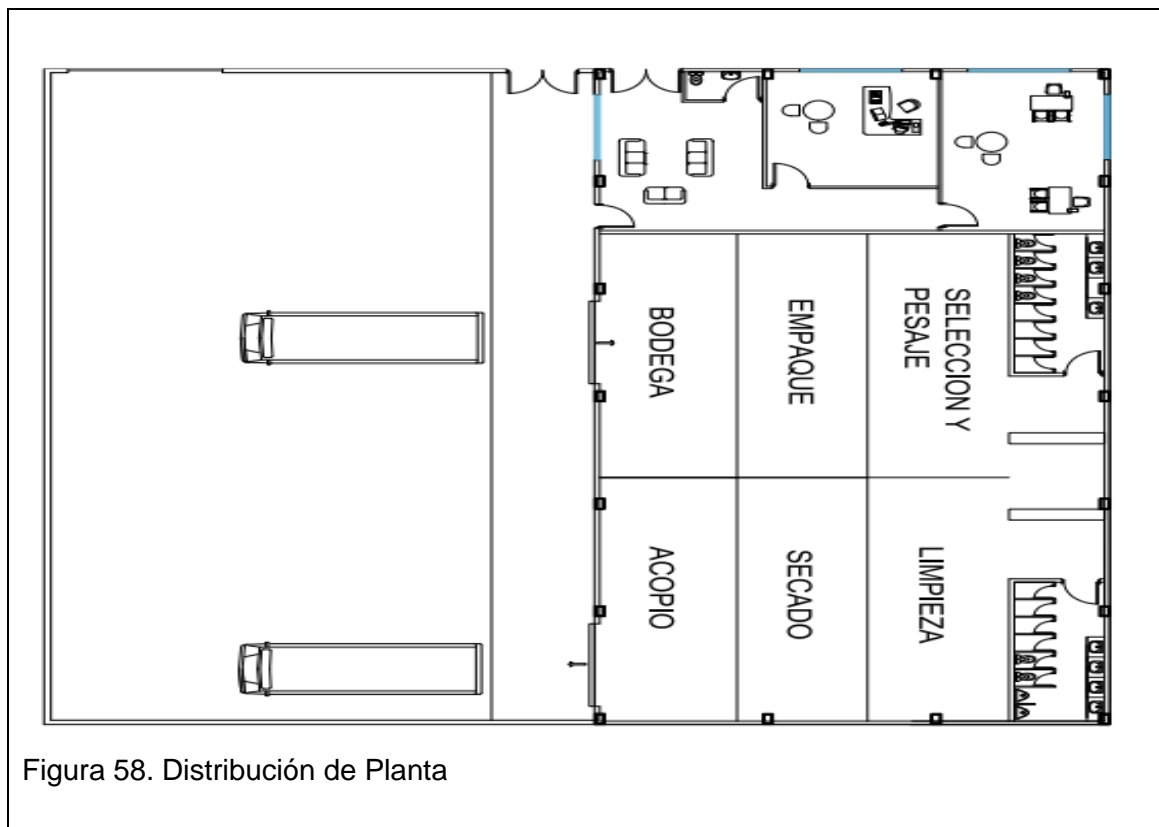 BODEGA
EMPAQUE
SELECCION Y
PESAJE
ACOPIO
SECADO
LIMPIEZA
Figura 58. Distribución de Planta